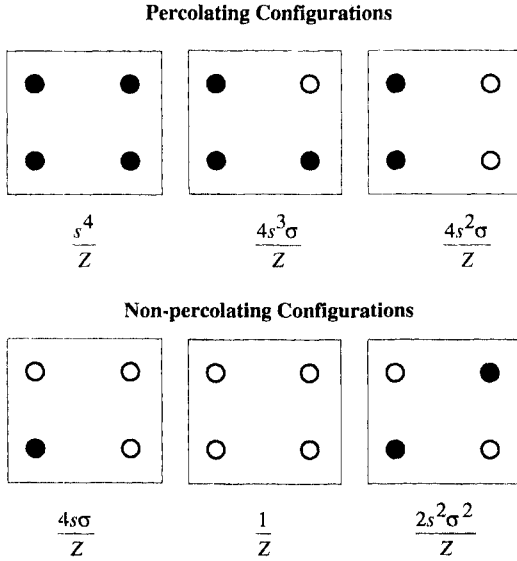 Percolating Configurations
s^4/Z 4s^3σ/Z 4s^2σ/Z
Non-percolating Configurations
4sσ/Z 1/Z 2s^2σ^2/Z